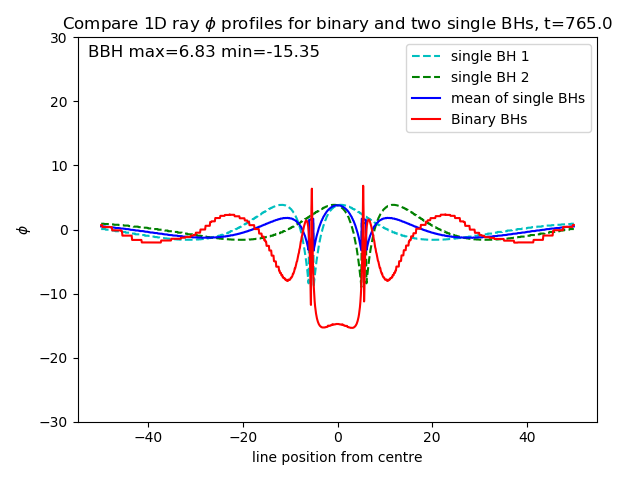 Compare 1D ray ϕ profiles for binary and two single BHs, t=765.0
BBH max=6.83 min=-15.35
single BH 1
single BH 2
mean of single BHs
Binary BHs
30
20
10
0
−10
−20
−30
ϕ
−40 −20 0 20 40
line position from centre